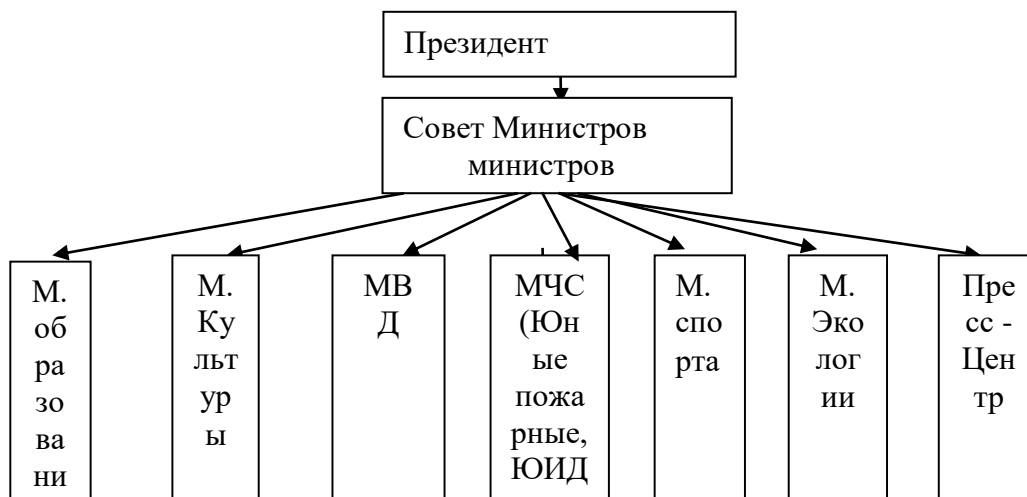 Президент
Совет Министров
министров
М.
об
ра
зо
ва
ни
М.
Ку
льт
ур
ы
МВ
Д
МЧС
(Юн
ые
пожа
рные,
ЮИД
М.
спо
рта
М.
Эко
лог
ии
Пре
сс -
Цен
тр